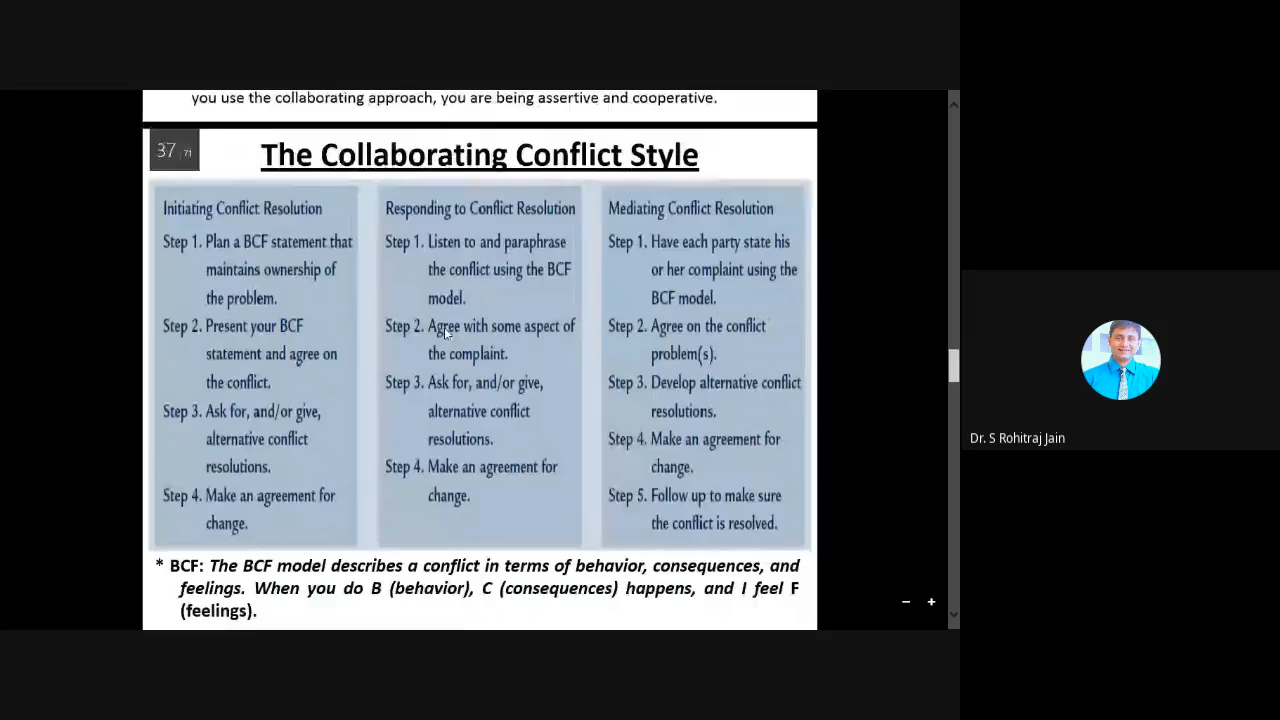 you use the collaborating approach, you are being assertive and cooperative.
37 / 71
The Collaborating Conflict Style
Initiating Conflict Resolution
Step 1. Plan a BCF statement that
maintains ownership of
the problem.
Step 2. Present your BCF
statement and agree on
the conflict.
Step 3. Ask for, and/or give,
alternative conflict
resolutions.
Step 4. Make an agreement for
change.
Responding to Conflict Resolution
Step 1. Listen to and paraphrase
the conflict using the BCF
model.
Step 2. Agree with some aspect of
the complaint.
Step 3. Ask for, and/or give,
alternative conflict
resolutions.
Step 4. Make an agreement for
change.
Mediating Conflict Resolution
Step 1. Have each party state his
or her complaint using the
BCF model.
Step 2. Agree on the conflict
problem(s).
Step 3. Develop alternative conflict
resolutions.
Step 4. Make an agreement for
change.
Step 5. Follow up to make sure
the conflict is resolved.
* BCF: The BCF model describes a conflict in terms of behavior, consequences, and
feelings. When you do B (behavior), C (consequences) happens, and I feel F
(feelings).
Dr. S Rohitraj Jain